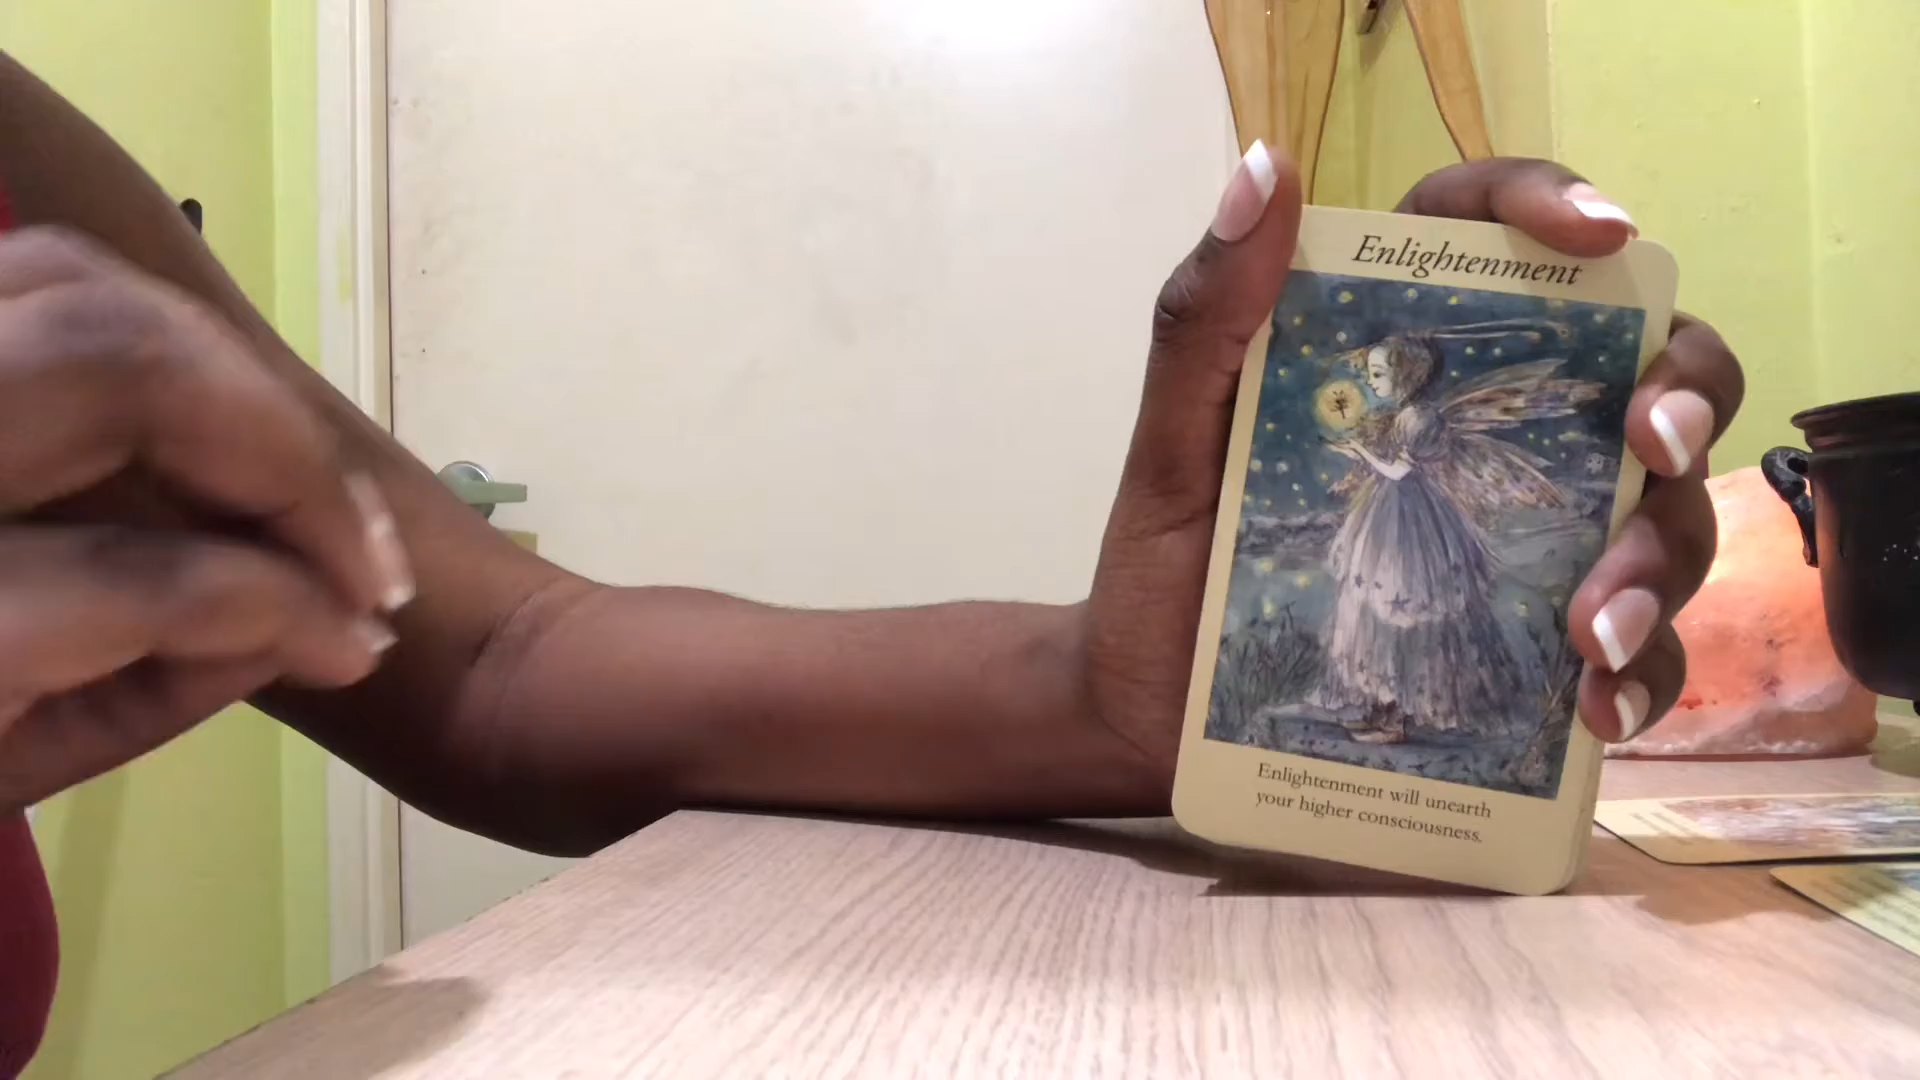 Enlightenment
Enlightenment will unearth
your higher consciousness.